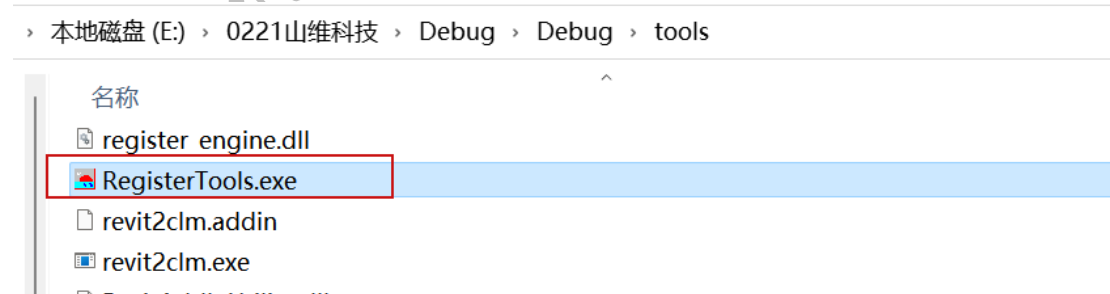 本地磁盘 (E:) › 0221山维科技 › Debug › Debug › tools
名称
register_engine.dll
RegisterTools.exe
revit2clm.addin
revit2clm.exe